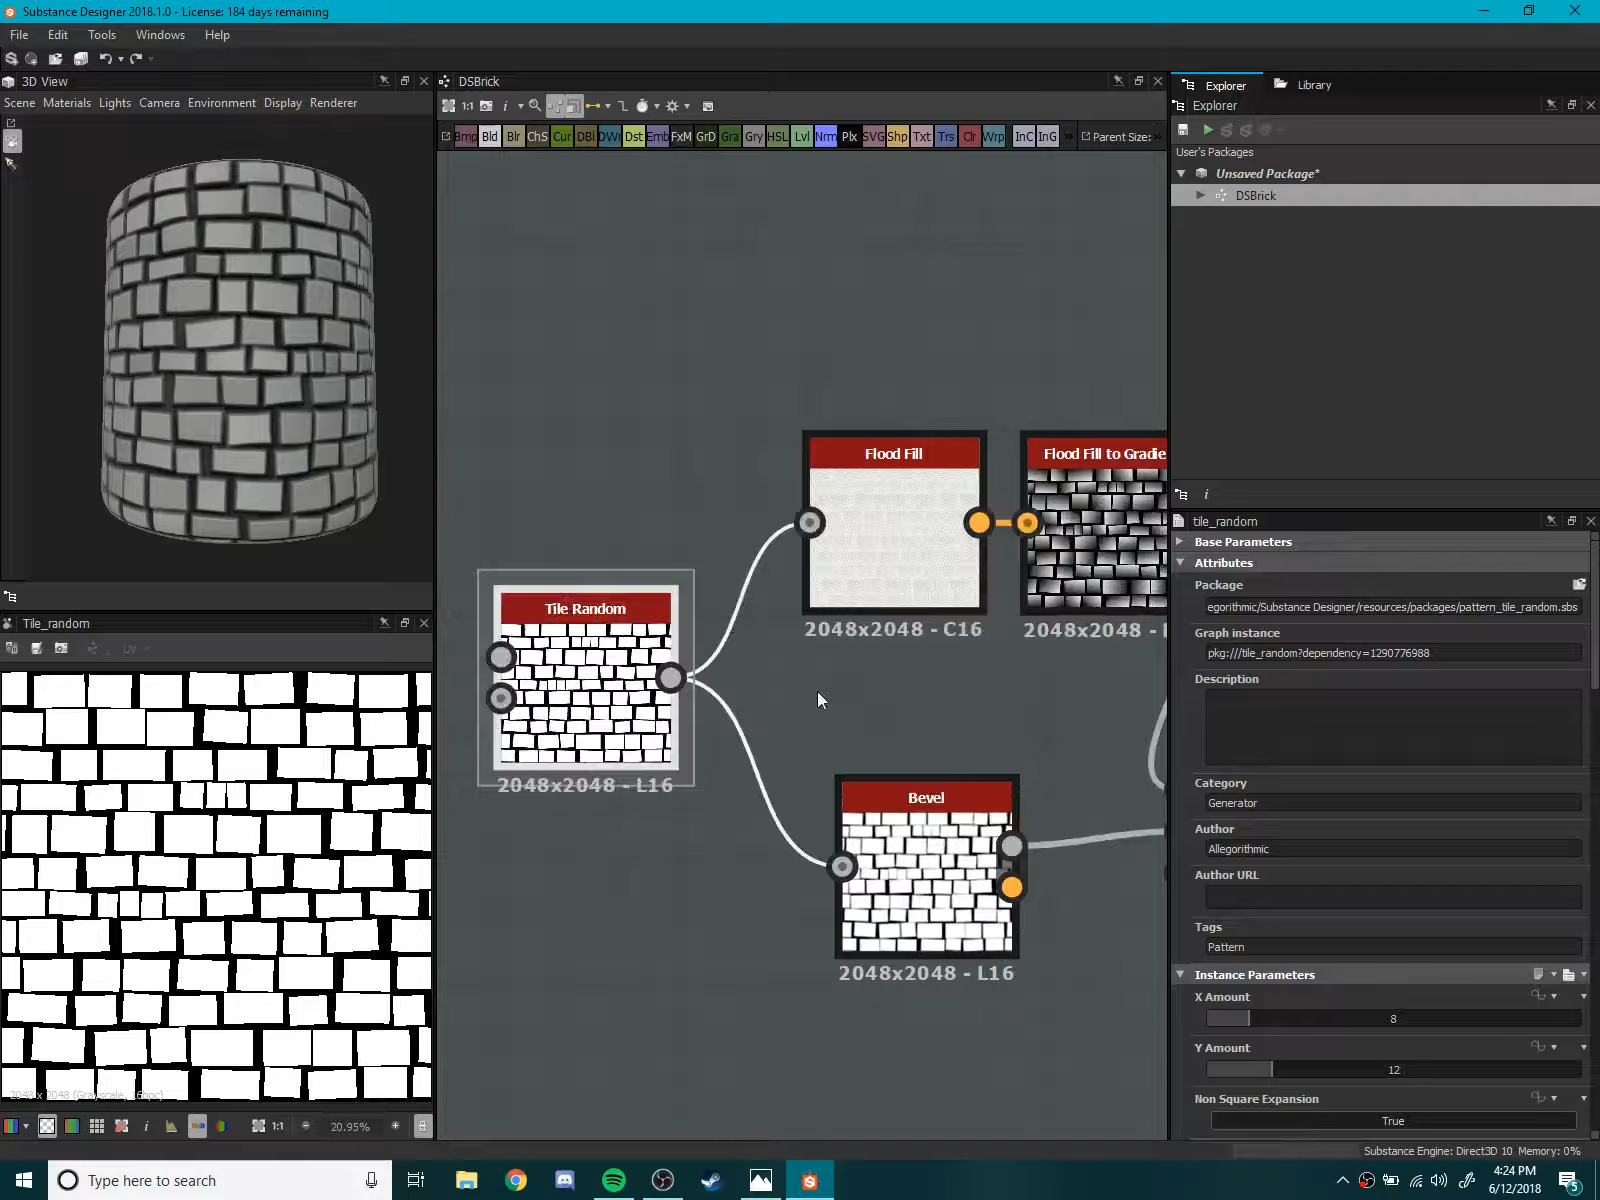 Substance Designer 2018.1.0 - License: 184 days remaining
File Edit Tools Windows Help
3D View
Scene Materials Lights Camera Environment Display Renderer
DSBrick
1:1
Bmp Bld Blr ChS Cur DBl DWr Dst Emb FxM GrD Gra Gry HSL Lvl Nrm Plx SVG Shp Txt Trs Clr Wrp InC InG » Parent Size: »
Explorer Library
Explorer
User's Packages
Unsaved Package*
DSBrick
Flood Fill
2048x2048 - C16
Flood Fill to Gradie
2048x2048 -
Tile Random
2048x2048 - L16
Bevel
2048x2048 - L16
Tile_random
UV
2048 x 2048 (Grayscale, 16bpc)
1:1
20.95%
tile_random
Base Parameters
Attributes
Package
egorithmic/Substance Designer/resources/packages/pattern_tile_random.sbs
Graph instance
pkg:///tile_random?dependency=1290776988
Description
Category
Generator
Author
Allegorithmic
Author URL
Tags
Pattern
Instance Parameters
X Amount
8
Y Amount
12
Non Square Expansion
True
Substance Engine: Direct3D 10 Memory: 0%
Type here to search
4:24 PM
6/12/2018
5